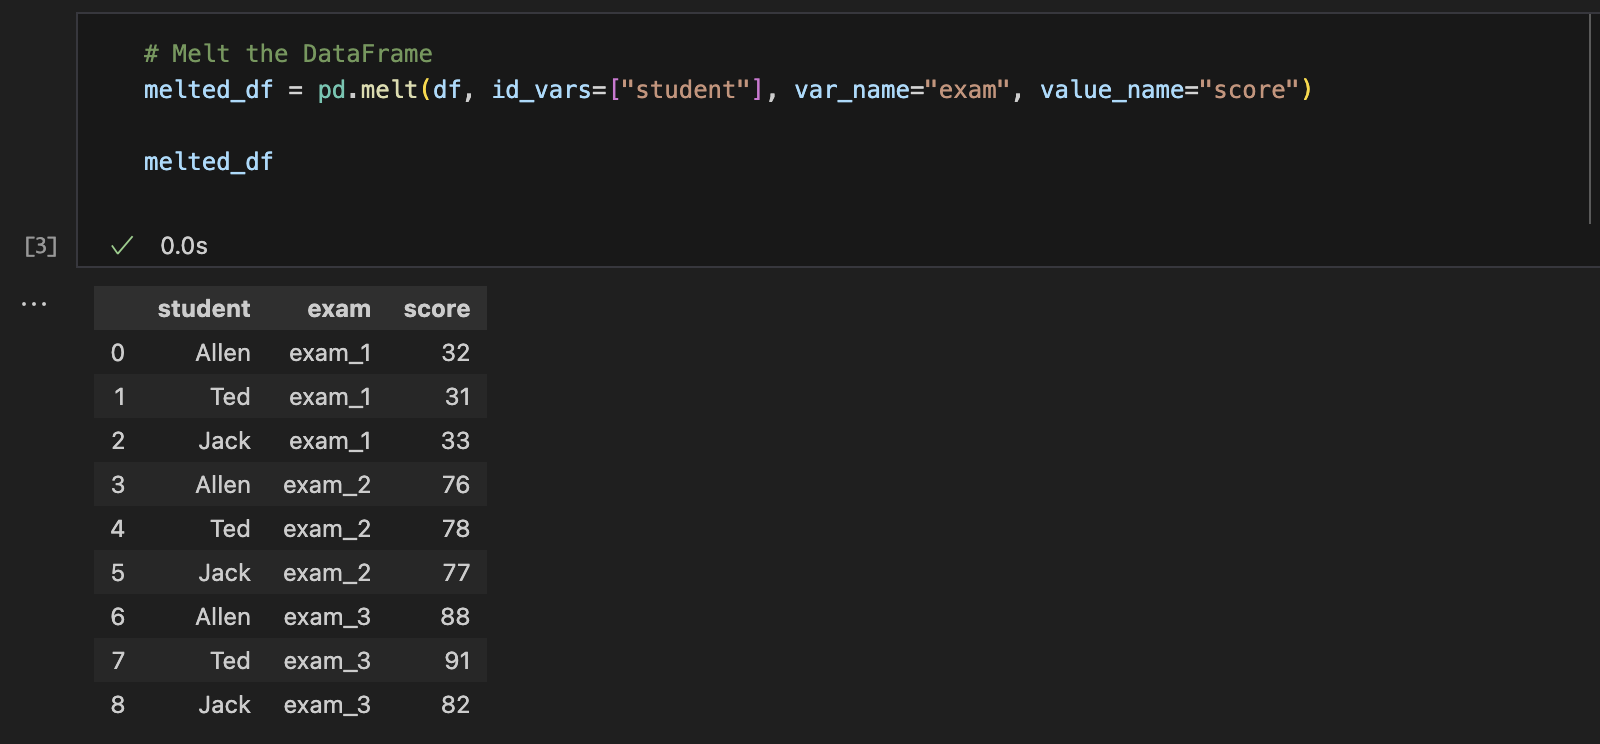 # Melt the DataFrame
melted_df = pd.melt(df, id_vars=["student"], var_name="exam", value_name="score")
melted_df
[3] ✓ 0.0s
...
student exam score
0 Allen exam_1 32
1 Ted exam_1 31
2 Jack exam_1 33
3 Allen exam_2 76
4 Ted exam_2 78
5 Jack exam_2 77
6 Allen exam_3 88
7 Ted exam_3 91
8 Jack exam_3 82